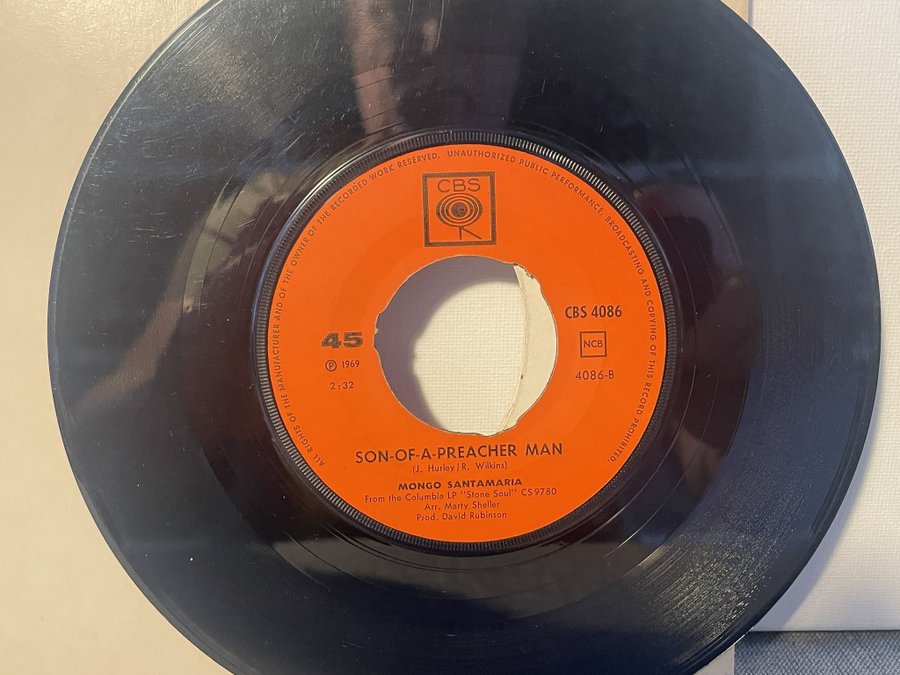 ALL RIGHTS OF THE MANUFACTURER AND OF THE OWNER OF THE RECORDED WORK RESERVED. UNAUTHORIZED PUBLIC PERFORMANCE, BROADCASTING AND COPYING OF THIS RECORD PROHIBITED.
CBS
45
℗ 1969
2:32
CBS 4086
NCB
4086-B
SON-OF-A-PREACHER MAN
(J. Hurley/R. Wilkins)
MONGO SANTAMARIA
From the Columbia LP "Stone Soul" CS 9780
Arr. Marty Sheller
Prod. David Rubinson